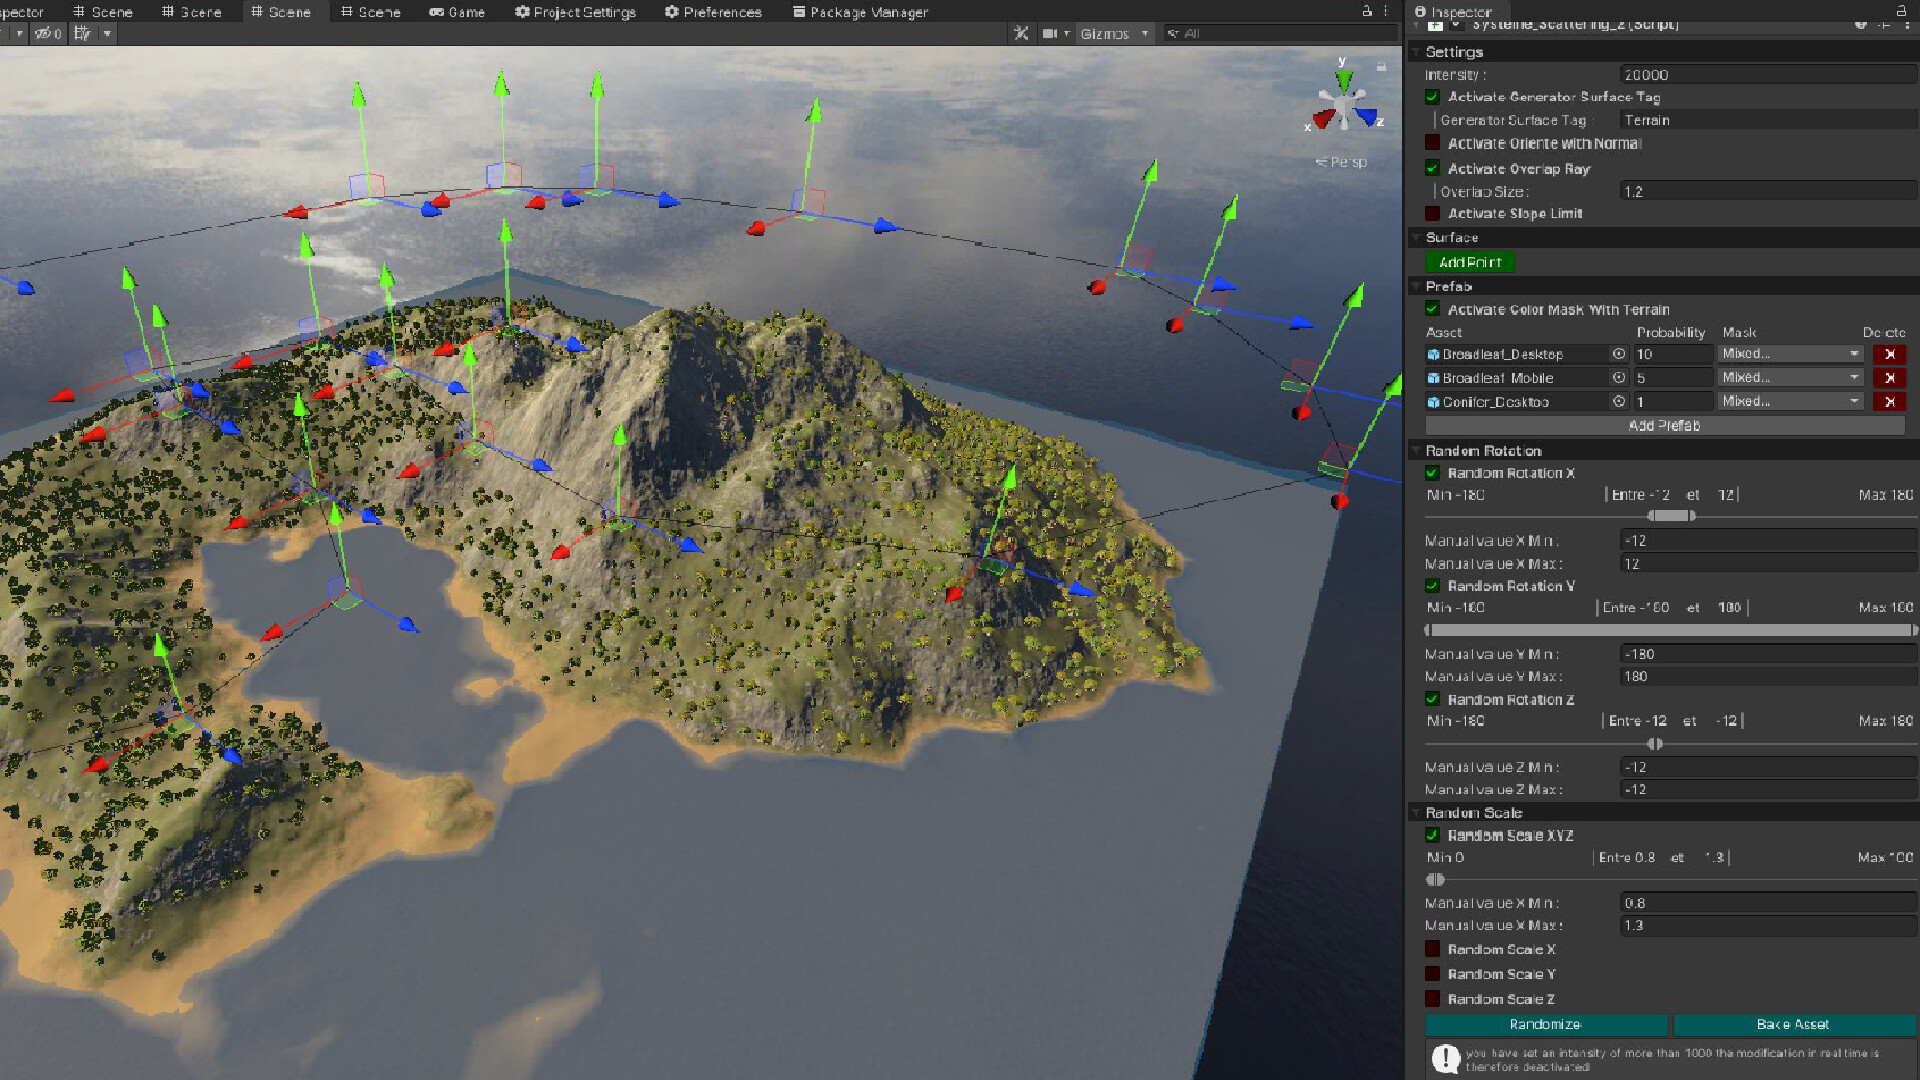 spector
Scene
Scene
Scene
Scene
Game
Project Settings
Preferences
Package Manager
0
Gizmos
All
y
x
z
Persp
Inspector
Systeme_Scattering_2 (Script)
Settings
Intensity : 20000
Activate Generator Surface Tag
Generator Surface Tag : Terrain
Activate Oriente with Normal
Activate Overlap Ray
Overlap Size : 1.2
Activate Slope Limit
Surface
Add Point
Prefab
Activate Color Mask With Terrain
Asset Probability Mask Delete
Broadleaf_Desktop 10 Mixed... X
Broadleaf_Mobile 5 Mixed... X
Conifer_Desktop 1 Mixed... X
Add Prefab
Random Rotation
Random Rotation X
Min -180 | Entre -12 et 12 | Max 180
Manual value X Min : -12
Manual value X Max : 12
Random Rotation Y
Min -180 | Entre -180 et 180 | Max 180
Manual value Y Min : -180
Manual value Y Max : 180
Random Rotation Z
Min -180 | Entre -12 et -12 | Max 180
Manual value Z Min : -12
Manual value Z Max : -12
Random Scale
Random Scale XYZ
Min 0 | Entre 0.8 et 1.3 | Max 100
Manual value X Min : 0.8
Manual value X Max : 1.3
Random Scale X
Random Scale Y
Random Scale Z
Randomize
Bake Asset
you have set an intensity of more than 1000 the modification in real time is
therefore deactivated!